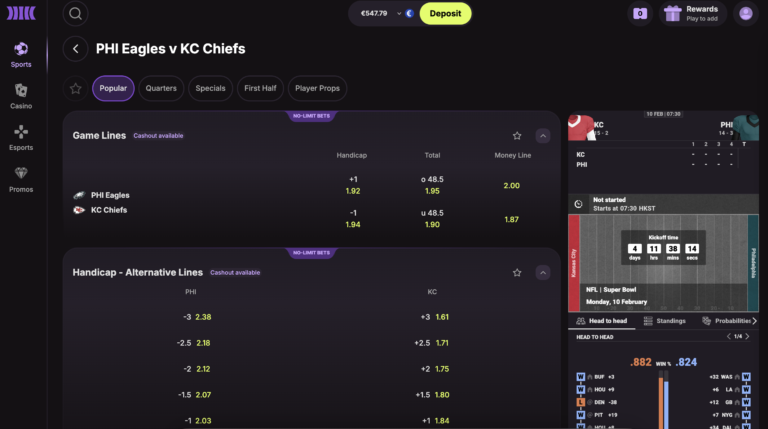 €547.79
Deposit
0
Rewards
Play to add
Sports
Casino
Esports
Promos
PHI Eagles v KC Chiefs
Popular
Quarters
Specials
First Half
Player Props
NO-LIMIT BETS
Game Lines Cashout available
Handicap Total Money Line
PHI Eagles
KC Chiefs
+1 o 48.5
1.92 1.95 2.00
-1 u 48.5
1.94 1.90 1.87
NO-LIMIT BETS
Handicap - Alternative Lines Cashout available
PHI KC
-3 2.38 +3 1.61
-2.5 2.18 +2.5 1.71
-2 2.12 +2 1.75
-1.5 2.07 +1.5 1.80
-1 2.03 +1 1.84
10 FEB | 07:30
KC PHI
15 - 2 14 - 3
1 2 3 4 T
KC - - - -
PHI - - - -
Not started
Starts at 07:30 HKST
Kansas City
Philadelphia
Kickoff time
4 11 38 14
days hrs mins secs
NFL | Super Bowl
Monday, 10 February
Head to head
Standings
Probabilities
HEAD TO HEAD
1/4
.882 WIN % .824
W BUF +3 +32 WAS W
W HOU +9 +6 LA W
L DEN -38 +12 GB W
W PIT +19 +7 NYG W
W HOU +8 +34 DAL W